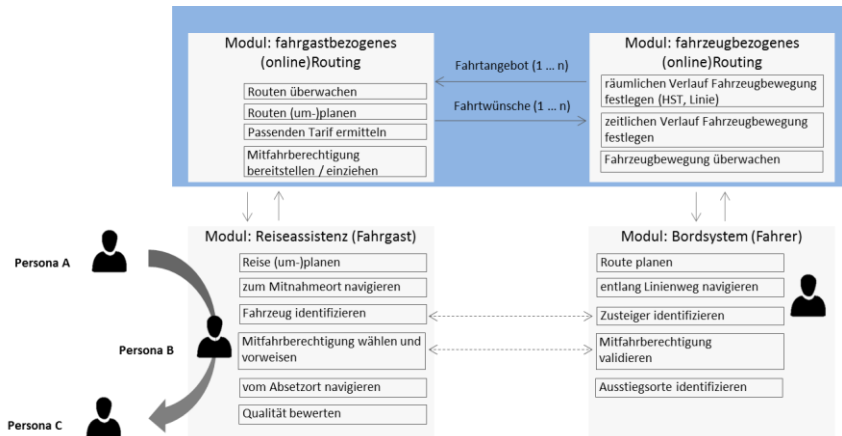 Modul: fahrgastbezogenes
(online)Routing
Routen überwachen
Routen (um-)planen
Passenden Tarif ermitteln
Mitfahrberechtigung
bereitstellen / einziehen
Fahrtangebot (1 ... n)
Fahrtwünsche (1 ... n)
Modul: fahrzeugbezogenes
(online)Routing
räumlichen Verlauf Fahrzeugbewegung
festlegen (HST, Linie)
zeitlichen Verlauf Fahrzeugbewegung
festlegen
Fahrzeugbewegung überwachen
Persona A
Persona B
Persona C
Modul: Reiseassistenz (Fahrgast)
Reise (um-)planen
zum Mitnahmeort navigieren
Fahrzeug identifizieren
Mitfahrberechtigung wählen und
vorweisen
vom Absetzort navigieren
Qualität bewerten
Modul: Bordsystem (Fahrer)
Route planen
entlang Linienweg navigieren
Zusteiger identifizieren
Mitfahrberechtigung
validieren
Ausstiegsorte identifizieren